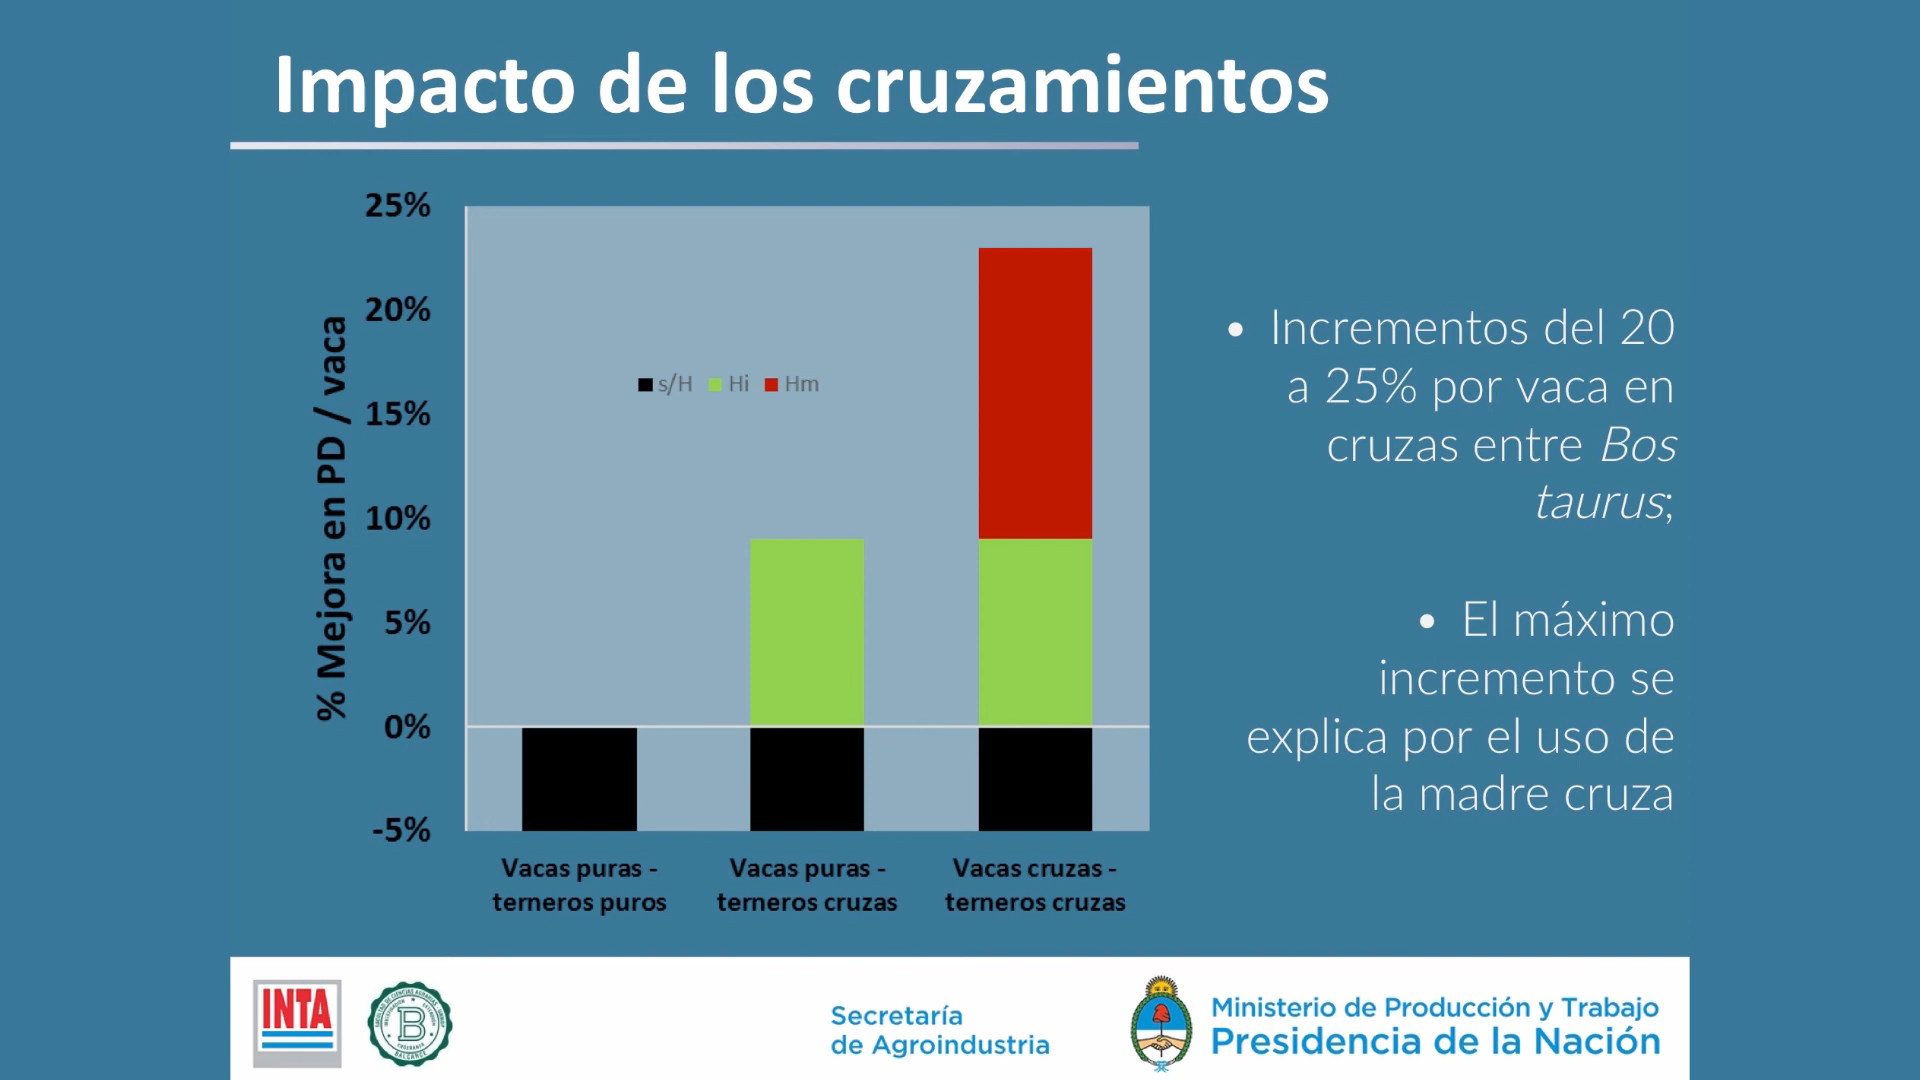 Impacto de los cruzamientos
25%
20%
15%
10%
5%
0%
-5%
% Mejora en PD / vaca
s/H Hi Hm
Vacas puras -
terneros puros
Vacas puras -
terneros cruzas
Vacas cruzas -
terneros cruzas
• Incrementos del 20
a 25% por vaca en
cruzas entre Bos
taurus;
• El máximo
incremento se
explica por el uso de
la madre cruza
INTA
B
BALCARCE
Secretaría
de Agroindustria
Ministerio de Producción y Trabajo
Presidencia de la Nación